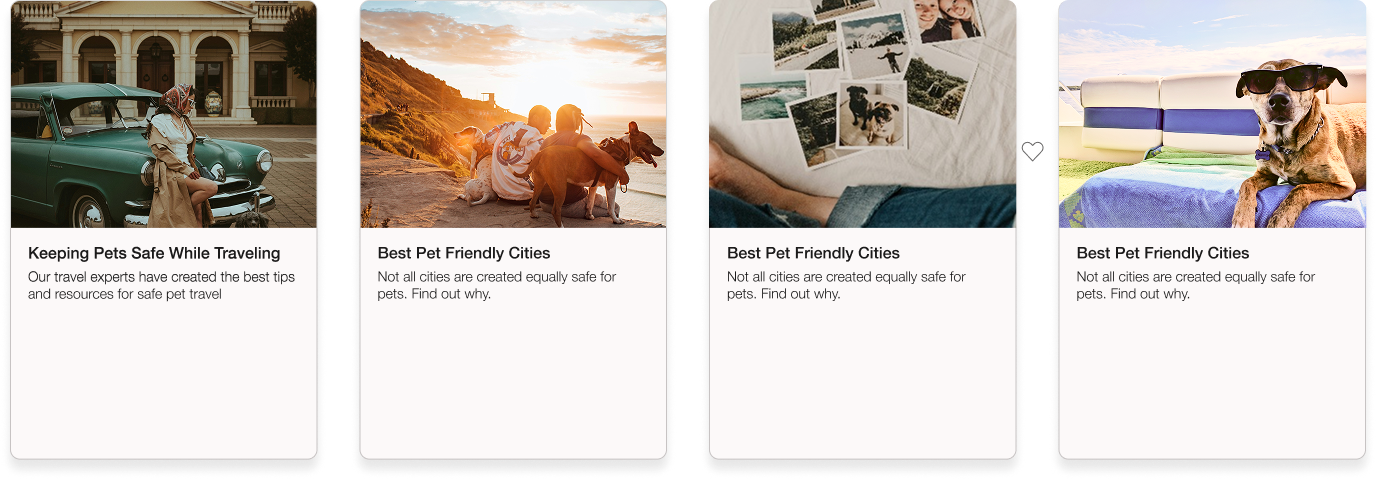 Keeping Pets Safe While Traveling
Our travel experts have created the best tips
and resources for safe pet travel
Best Pet Friendly Cities
Not all cities are created equally safe for
pets. Find out why.
Best Pet Friendly Cities
Not all cities are created equally safe for
pets. Find out why.
Best Pet Friendly Cities
Not all cities are created equally safe for
pets. Find out why.